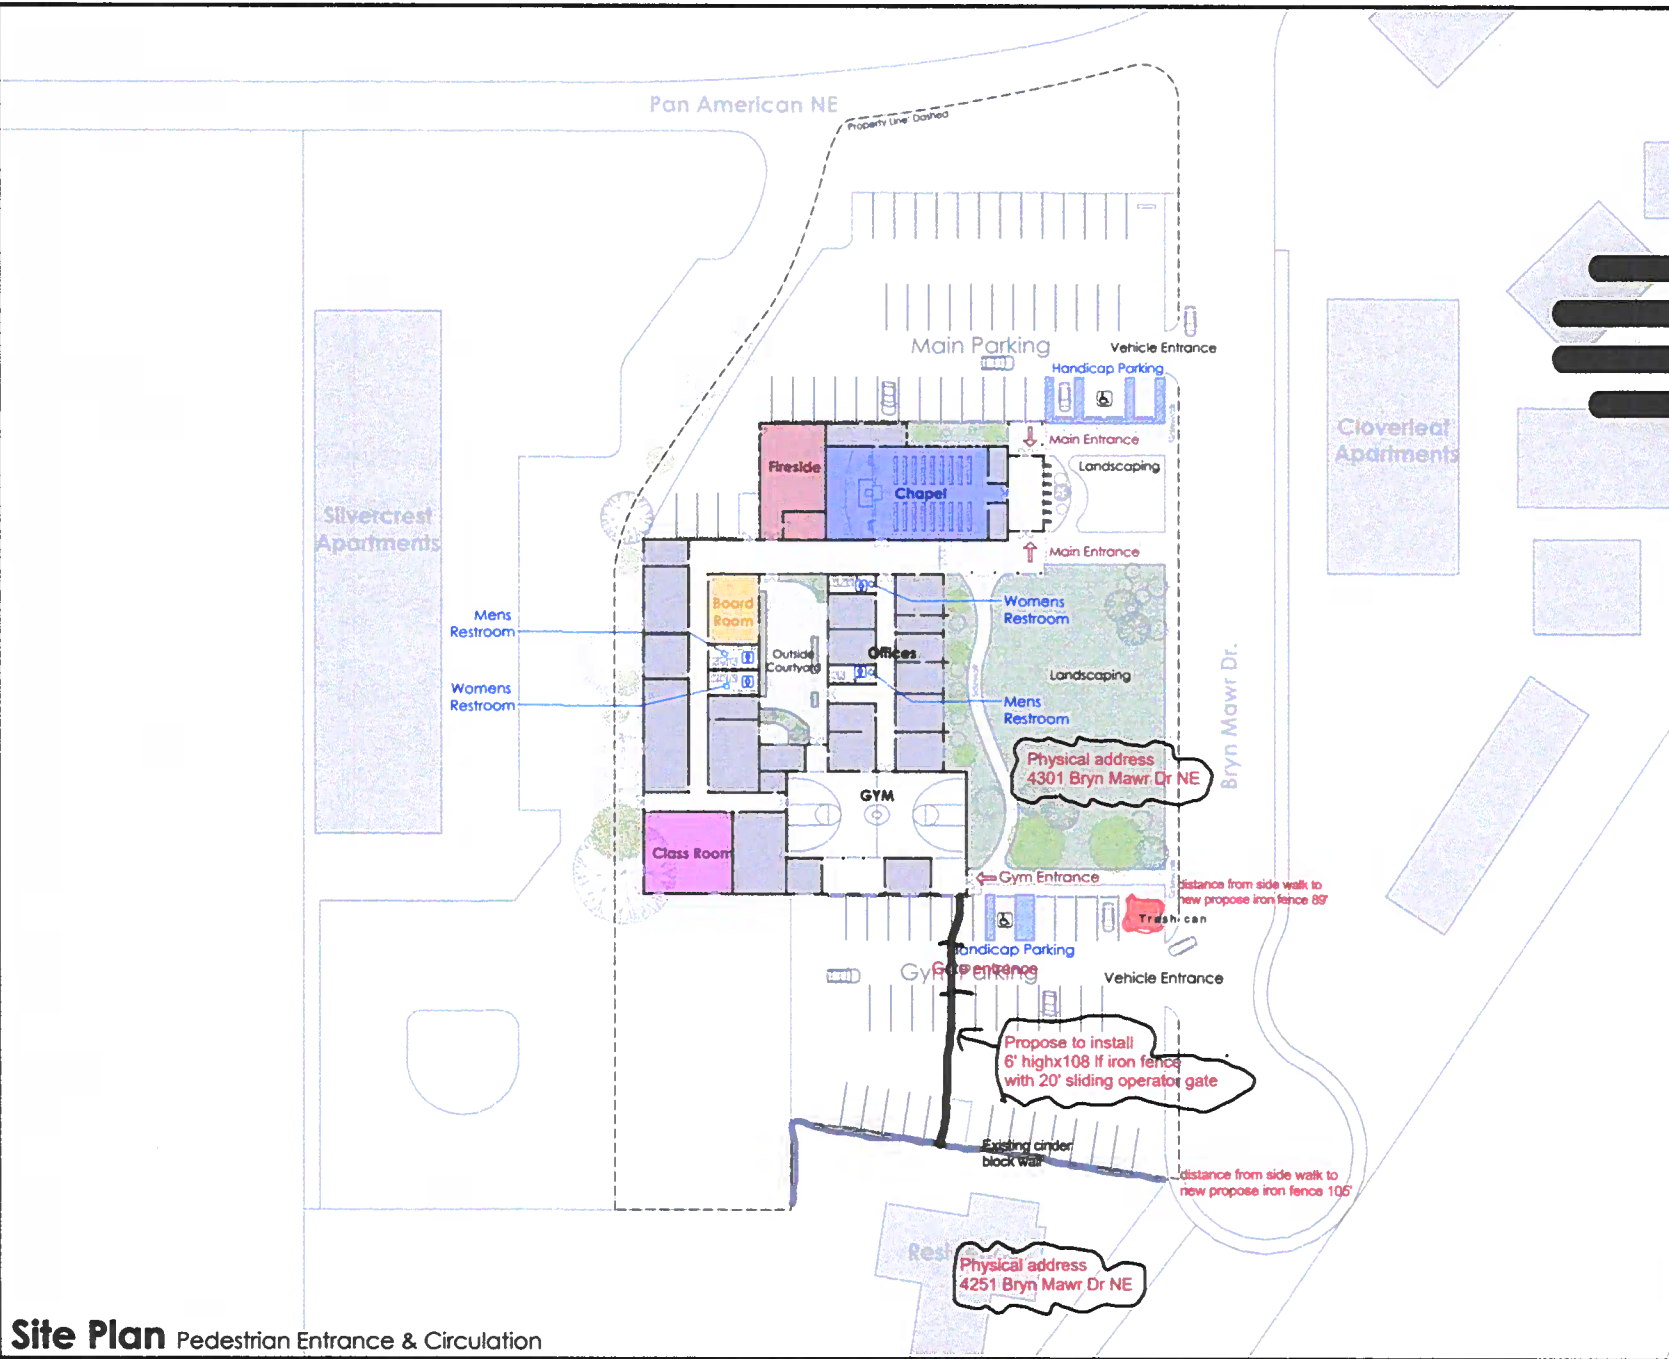 Pan American NE
Property Line Dashed
Main Parking
Vehicle Entrance
Handicap Parking
Main Entrance
Landscaping
Fireside
Chapel
Cloverleaf
Apartments
Silvercrest
Apartments
Main Entrance
Board
Room
Mens
Restroom
Womens
Restroom
Outside
Courtyard
Offices
Womens
Restroom
Mens
Restroom
Landscaping
Bryn Mawr Dr.
Physical address
4301 Bryn Mawr Dr NE
GYM
Class Room
Gym Entrance
distance from side walk to
new propose iron fence 89'
Trash can
Handicap Parking
Gate entrance
Gym Parking
Vehicle Entrance
Propose to install
6' highx108 lf iron fence
with 20' sliding operator gate
Existing cinder
block wall
distance from side walk to
new propose iron fence 105'
Physical address
4251 Bryn Mawr Dr NE
Site Plan Pedestrian Entrance & Circulation